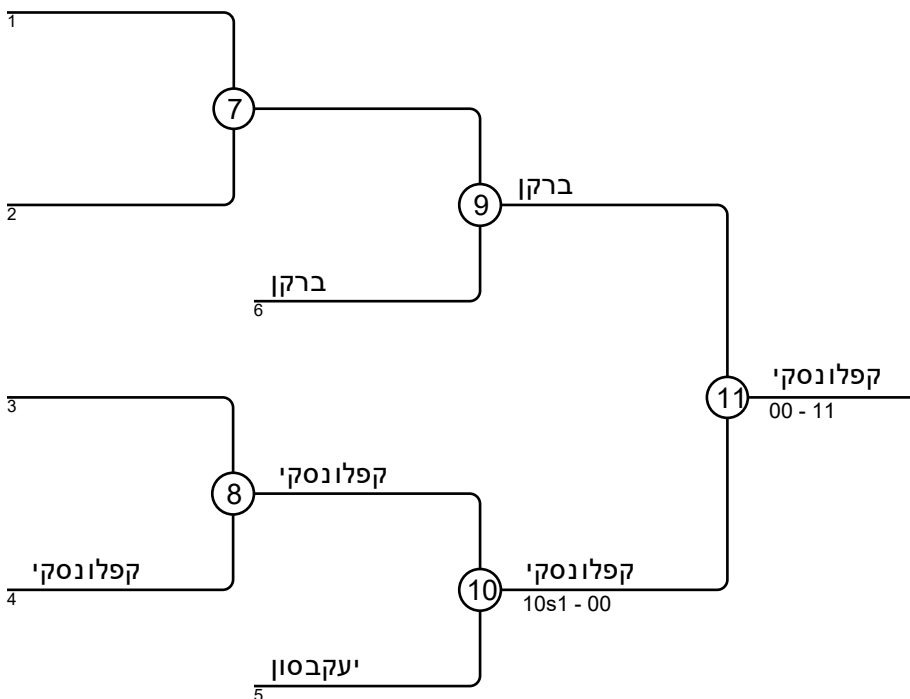 1
7
2
ברקן
9
ברקן
6
קפלונסקי
11
00 - 11
3
קפלונסקי
8
קפלונסקי
4
קפלונסקי
10
10s1 - 00
יעקבסון
5